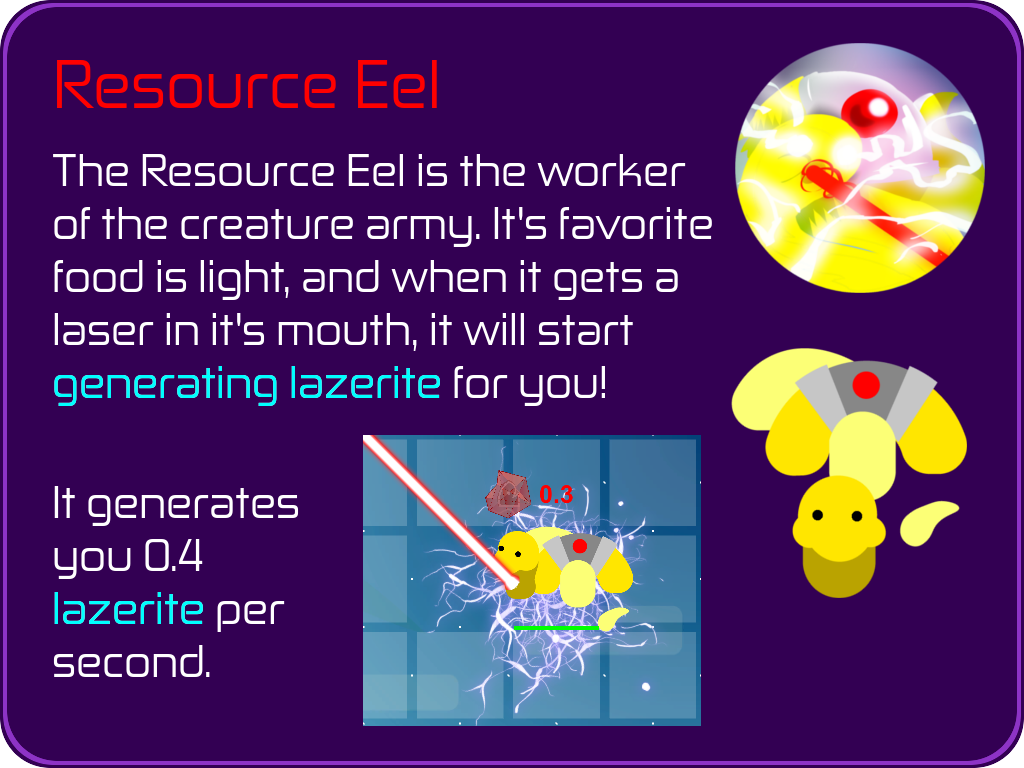 Resource Eel
The Resource Eel is the worker
of the creature army. It's favorite
food is light, and when it gets a
laser in it's mouth, it will start
generating lazerite for you!
It generates
you 0.4
lazerite per
second.
0.3